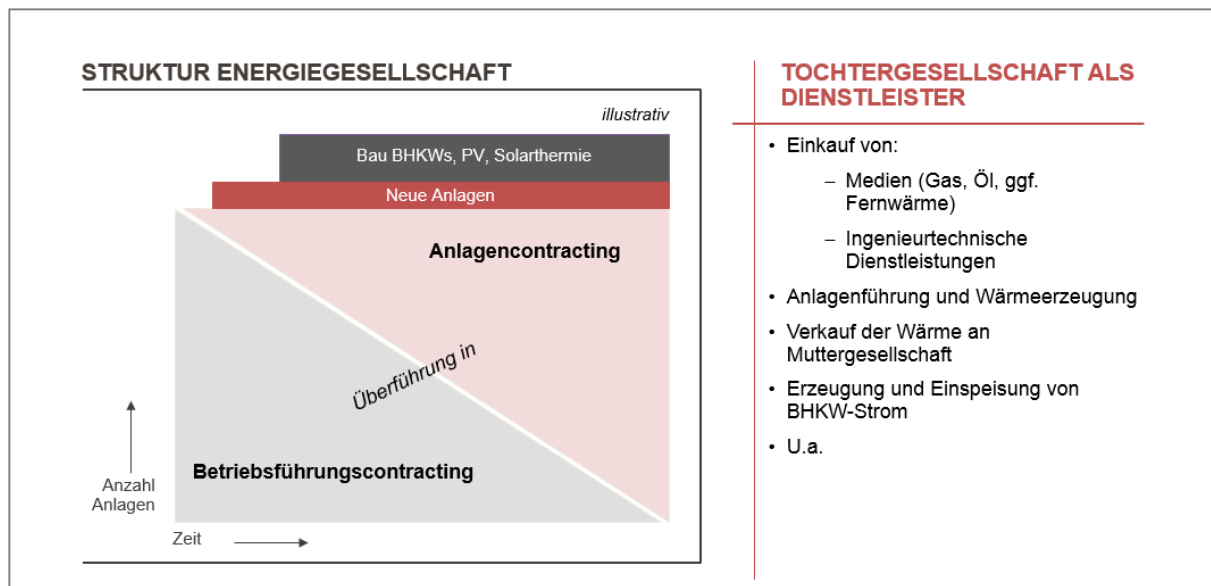 STRUKTUR ENERGIEGESELLSCHAFT
illustrativ
Bau BHKWs, PV, Solarthermie
Neue Anlagen
Anlagencontracting
Überführung in
Betriebsführungscontracting
Anzahl
Anlagen
Zeit
TOCHTERGESELLSCHAFT ALS
DIENSTLEISTER
• Einkauf von:
– Medien (Gas, Öl, ggf.
Fernwärme)
– Ingenieurtechnische
Dienstleistungen
• Anlagenführung und Wärmeerzeugung
• Verkauf der Wärme an
Muttergesellschaft
• Erzeugung und Einspeisung von
BHKW-Strom
• U.a.